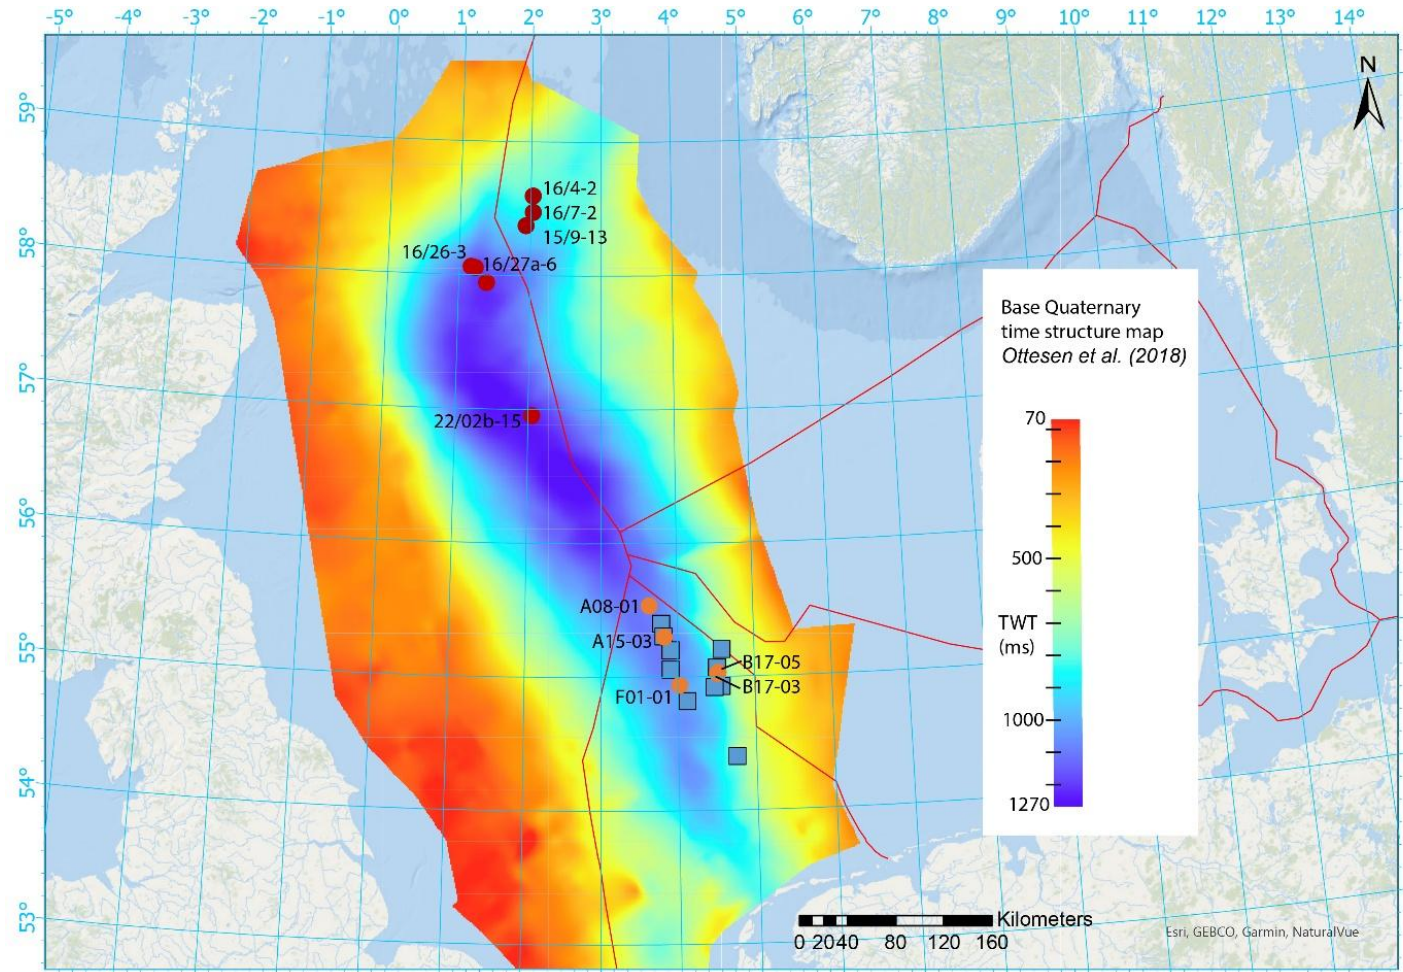 -5° -4° -3° -2° -1° 0° 1° 2° 3° 4° 5° 6° 7° 8° 9° 10° 11° 12° 13° 14°
N
59°
58°
57°
56°
55°
54°
53°
16/4-2
16/7-2
15/9-13
16/26-3
16/27a-6
22/02b-15
A08-01
A15-03
B17-05
B17-03
F01-01
Base Quaternary
time structure map
Ottesen et al. (2018)
70
500
TWT
(ms)
1000
1270
Kilometers
0 20 40 80 120 160
Esri, GEBCO, Garmin, NaturalVue